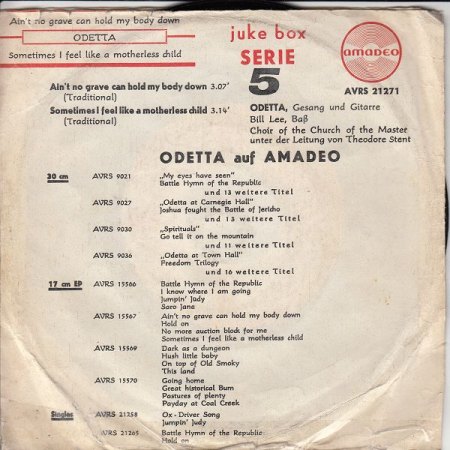 Ain't no grave can hold my body down
ODETTA
Sometimes I feel like a motherless child
juke box
SERIE
5
AMADEO
AVRS 21271
Ain't no grave can hold my body down 3.07'
(Traditional)
Sometimes I feel like a motherless child 3.14'
(Traditional)
ODETTA, Gesang und Gitarre
Bill Lee, Baß
Choir of the Church of the Master
unter der Leitung von Theodore Stent
ODETTA auf AMADEO
30 cm AVRS 9021 „My eyes have seen"
Battle Hymn of the Republic
und 13 weitere Titel
AVRS 9027 „Odetta at Carnegie Hall"
Joshua fought the Battle of Jericho
und 13 weitere Titel
AVRS 9030 „Spirituals"
Go tell it on the mountain
und 11 weitere Titel
AVRS 9036 „Odetta at Town Hall"
Freedom Trilogy
und 16 weitere Titel
17 cm EP AVRS 15566 Battle Hymn of the Republic
I know where I am going
Jumpin' Judy
Saro Jane
AVRS 15567 Ain't no grave can hold my body down
Hold on
No more auction block for me
Sometimes I feel like a motherless child
AVRS 15569 Dark as a dungeon
Hush little baby
On top of Old Smoky
This land
AVRS 15570 Going home
Great historical Bum
Pastures of plenty
Payday at Coal Creek
Singles AVRS 21258 Ox-Driver Song
Jumpin' Judy
AVRS 21265 Battle Hymn of the Republic
Hold on